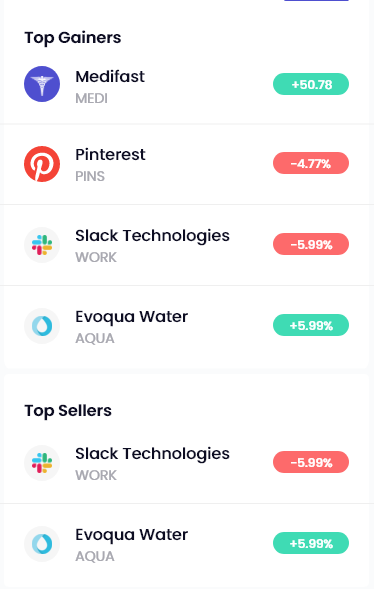 Top Gainers
Medifast
+50.78
MEDI
Pinterest
-4.77%
PINS
Slack Technologies
-5.99%
WORK
Evoqua Water
+5.99%
AQUA
Top Sellers
Slack Technologies
-5.99%
WORK
Evoqua Water
+5.99%
AQUA